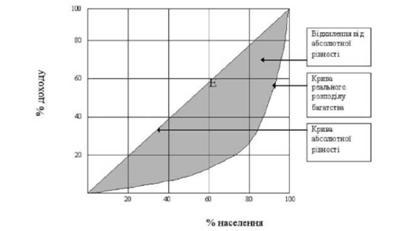 %
100
80
60
40
20
E
20
40
60
80
100
%
% доходу
% населення
Відхилення від
абсолютної
рівності
Крива
реального
розподілу
багатства
Крива
абсолютної
рівності